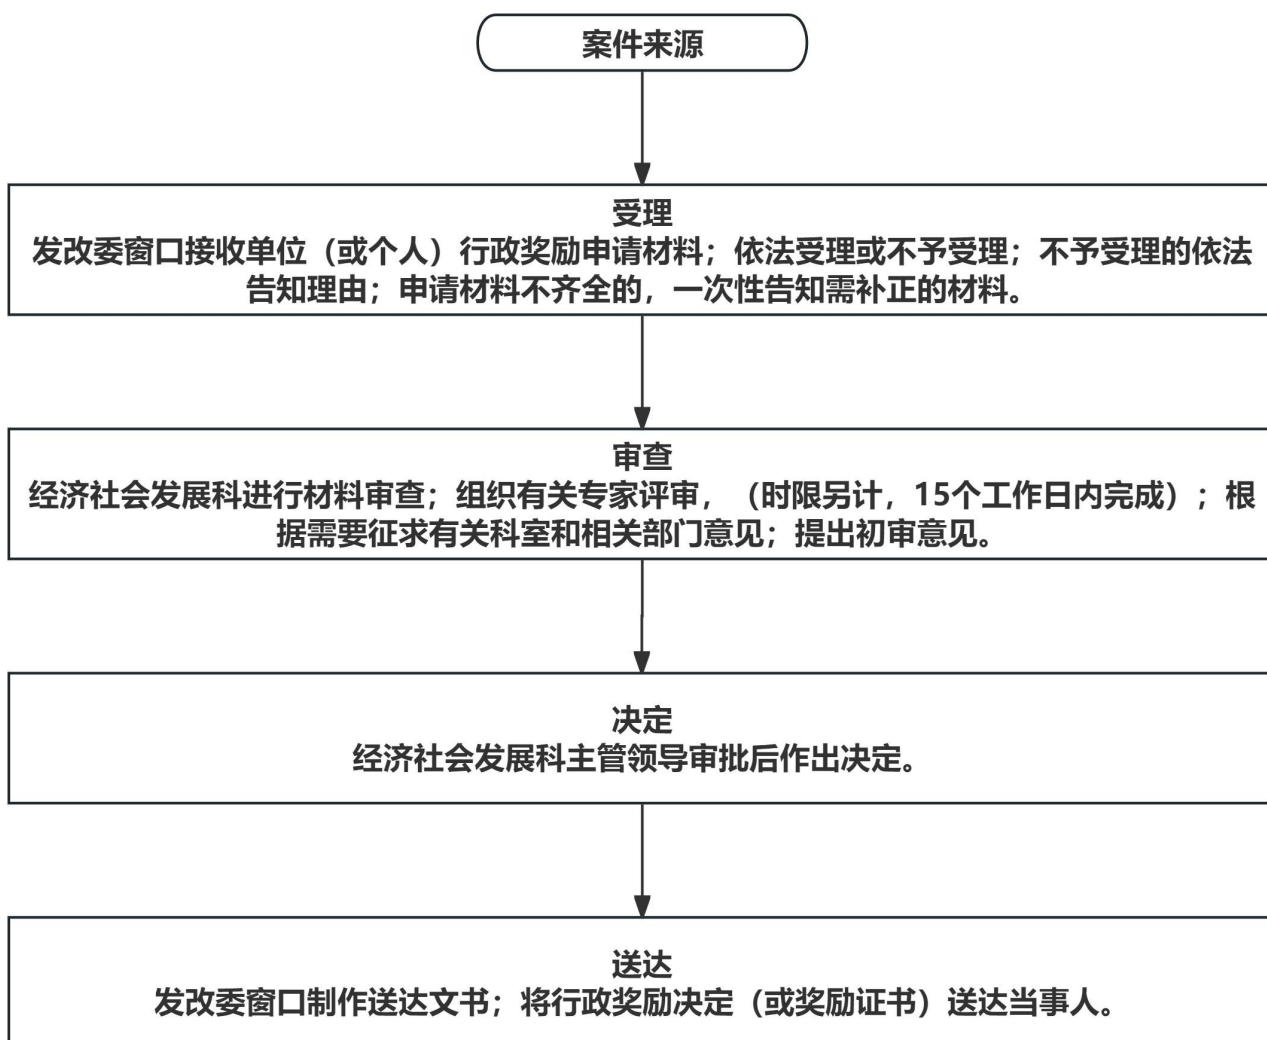 案件来源
受理
发改委窗口接收单位（或个人）行政奖励申请材料；依法受理或不予受理；不予受理的依法
告知理由；申请材料不齐全的，一次性告知需补正的材料。
审查
经济社会发展科进行材料审查；组织有关专家评审，（时限另计，15个工作日内完成）；根
据需要征求有关科室和相关部门意见；提出初审意见。
决定
经济社会发展科主管领导审批后作出决定。
送达
发改委窗口制作送达文书；将行政奖励决定（或奖励证书）送达当事人。